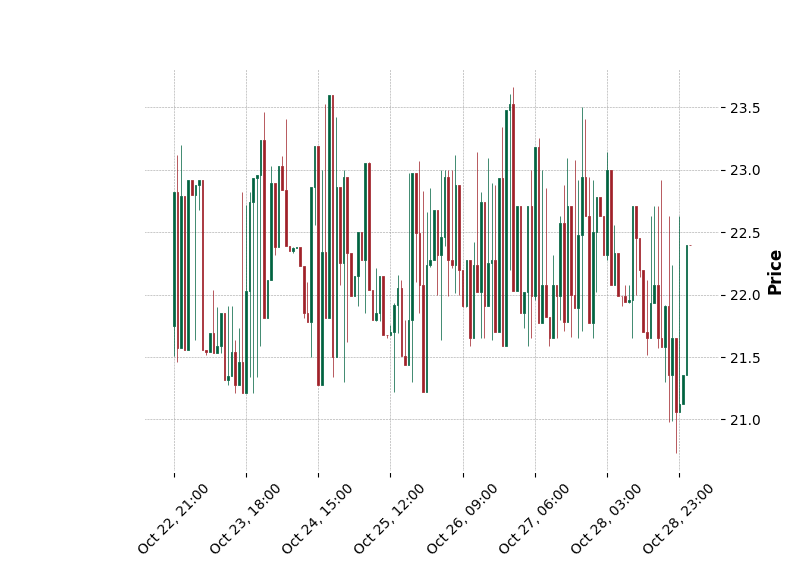 23.5
23.0
22.5
22.0
21.5
21.0
Price
Oct 22, 21:00
Oct 23, 18:00
Oct 24, 15:00
Oct 25, 12:00
Oct 26, 09:00
Oct 27, 06:00
Oct 28, 03:00
Oct 28, 23:00